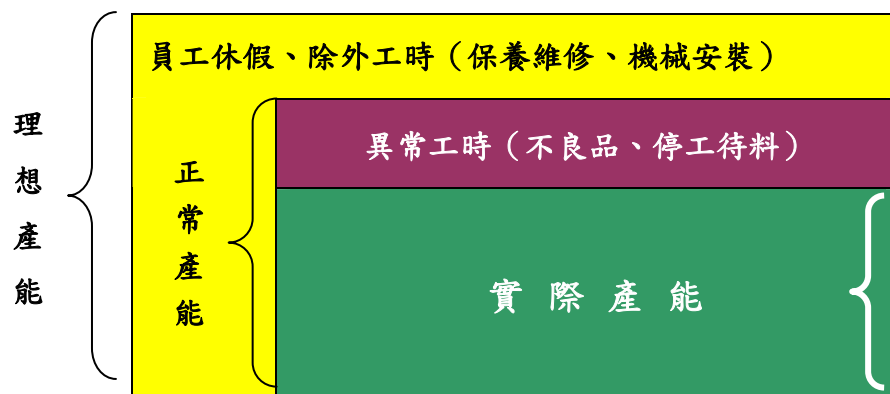 員工休假、除外工時（保養維修、機械安裝）
理想產能
正常產能
異常工時（不良品、停工待料）
實際產能